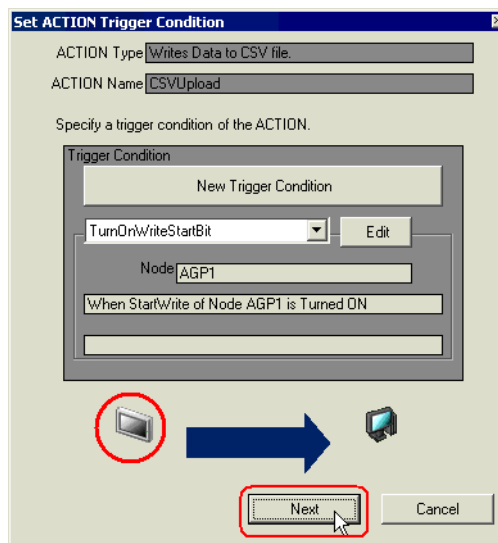 Set ACTION Trigger Condition
ACTION Type Writes Data to CSV file.
ACTION Name CSVUpload
Specify a trigger condition of the ACTION.
Trigger Condition
New Trigger Condition
TurnOnWriteStartBit Edit
Node AGP1
When StartWrite of Node AGP1 is Turned ON
Next Cancel